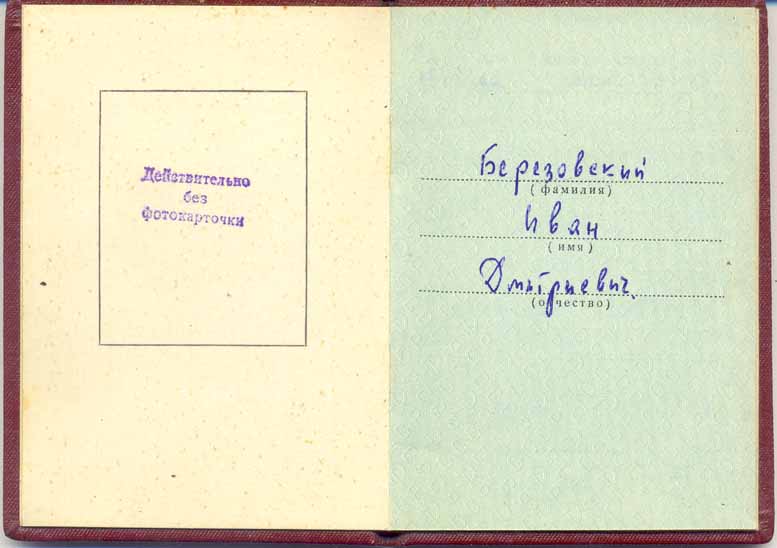 Действительно
без
фотокарточки
Березовский
(фамилия)
Иван
(имя)
Дмитриевич.
(отчество)